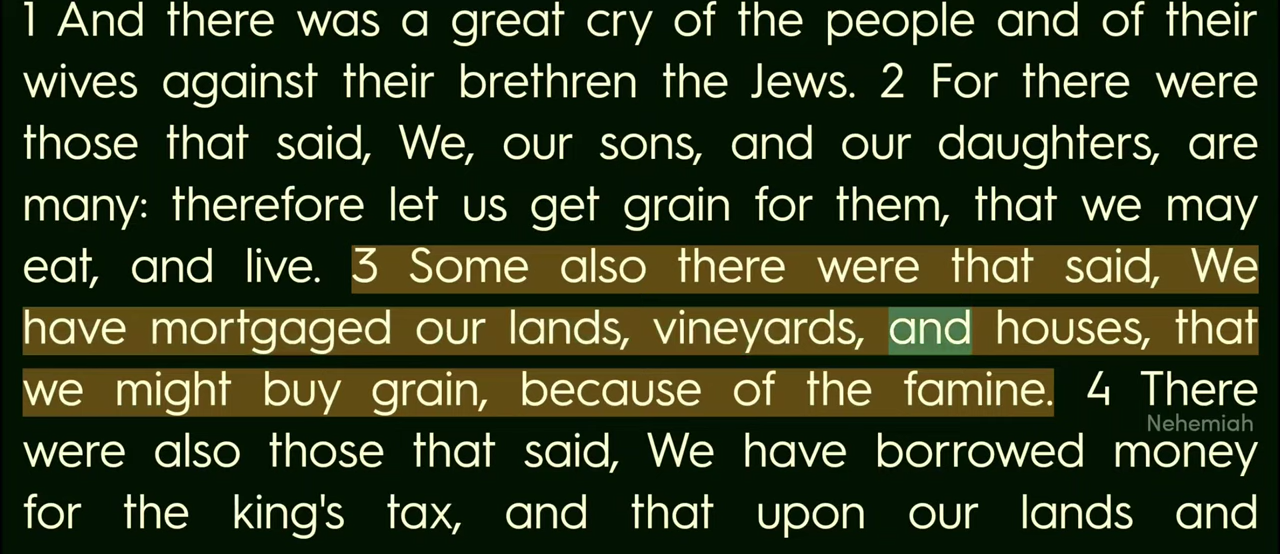 1 And there was a great cry of the people and of their
wives against their brethren the Jews. 2 For there were
those that said, We, our sons, and our daughters, are
many: therefore let us get grain for them, that we may
eat, and live. 3 Some also there were that said, We
have mortgaged our lands, vineyards, and houses, that
we might buy grain, because of the famine. 4 There
Nehemiah
were also those that said, We have borrowed money
for the king's tax, and that upon our lands and